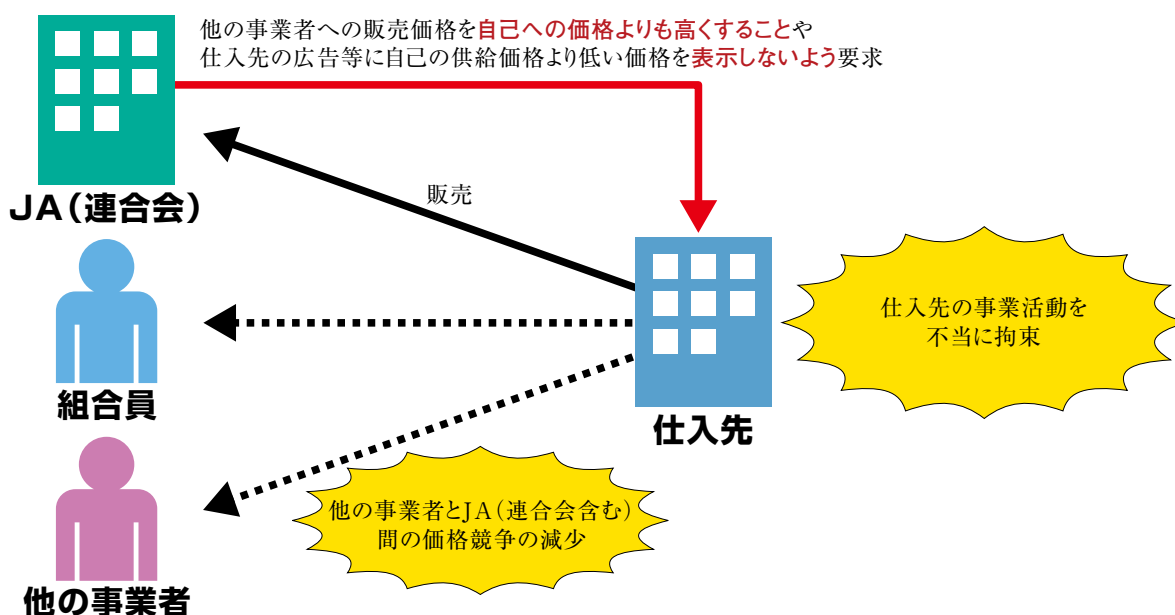 他の事業者への販売価格を自己への価格よりも高くすることや
仕入先の広告等に自己の供給価格より低い価格を表示しないよう要求
JA（連合会）
販売
仕入先の事業活動を
不当に拘束
組合員
仕入先
他の事業者とJA（連合会含む）
間の価格競争の減少
他の事業者